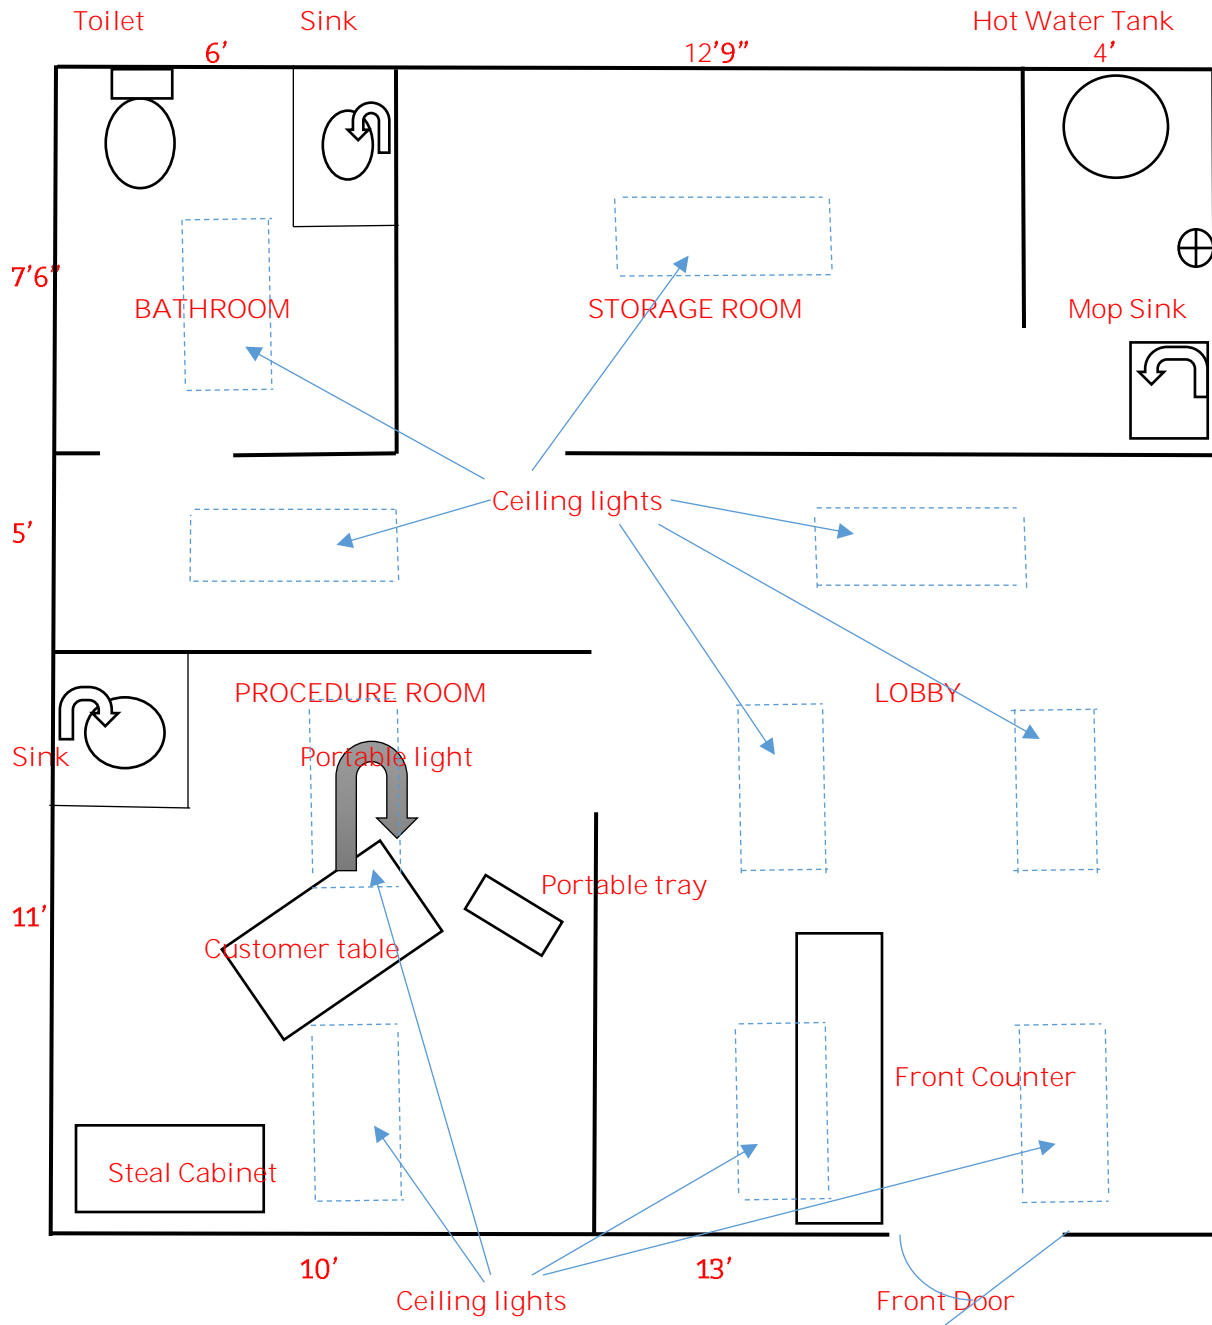 Toilet
Sink
Hot Water Tank
6’
12’9”
4’
7’6”
BATHROOM
STORAGE ROOM
Mop Sink
Ceiling lights
5’
PROCEDURE ROOM
LOBBY
Sink
Portable light
Portable tray
11’
Customer table
Front Counter
Steal Cabinet
10’
13’
Ceiling lights
Front Door